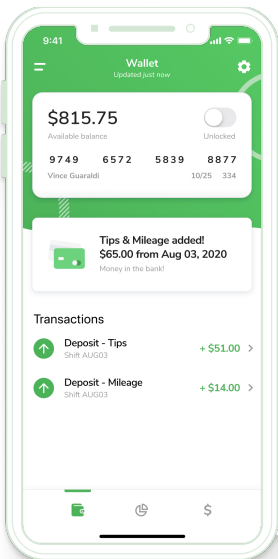 9:41
Wallet
Updated just now
$815.75
Available balance
Unlocked
9749 6572 5839 8877
Vince Guaraldi 10/25 334
Tips & Mileage added!
$65.00 from Aug 03, 2020
Money in the bank!
Transactions
Deposit - Tips
Shift AUG03
+ $51.00
Deposit - Mileage
Shift AUG03
+ $14.00
$